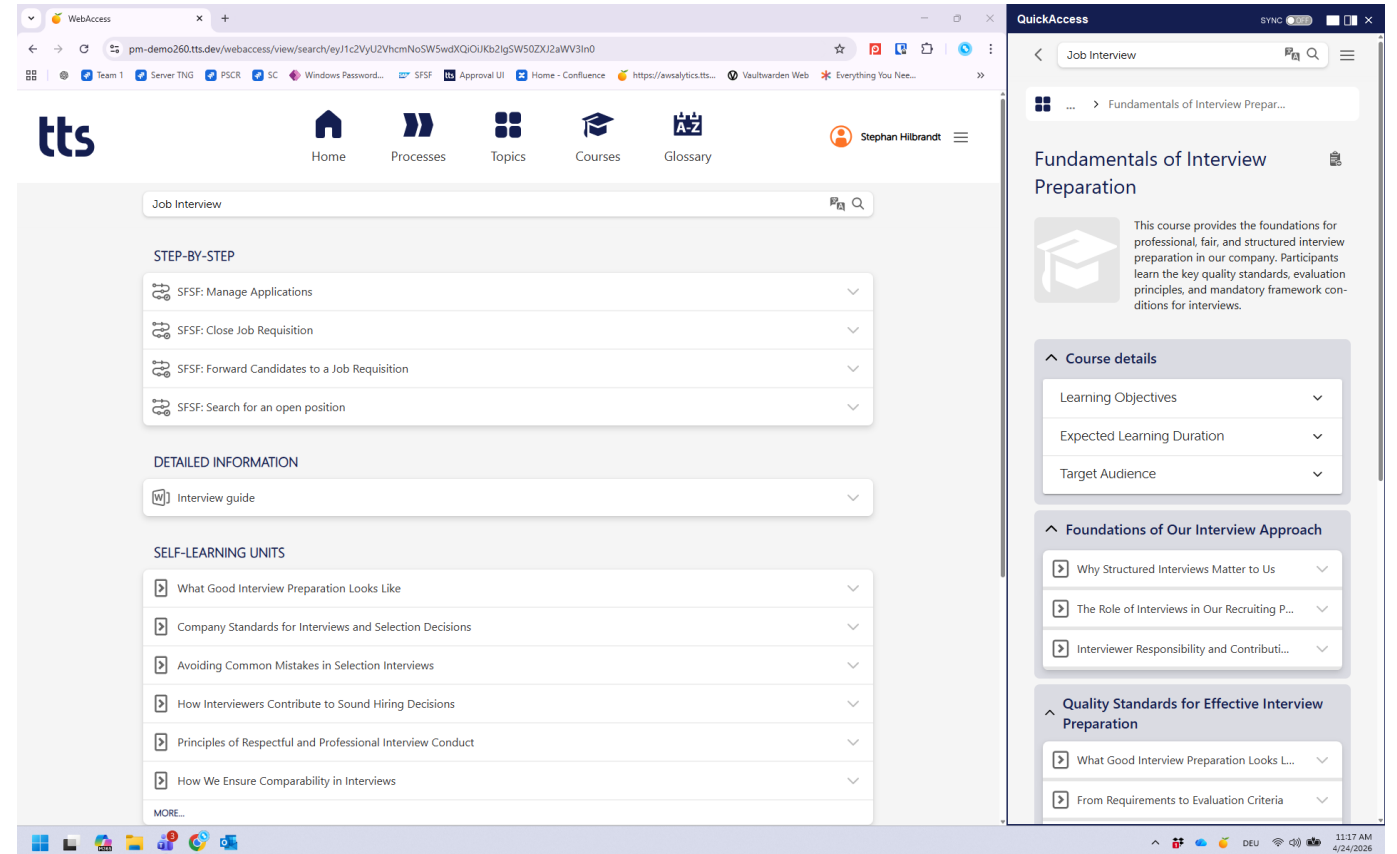 WebAccess
QuickAccess
SYNC OFF
pm-demo260.tts.dev/webaccess/view/search/eyJ1c2VyU2VhcmNoSW5wdXQiOiJKb2IgSW50ZXJ2aWV3In0
Team 1
Server TNG
PSCR
SC
Windows Password...
SFSF
tts Approval UI
Home - Confluence
https://awsalytics.tts...
Vaultwarden Web
Everything You Nee...
tts
Home
Processes
Topics
Courses
A-Z
Glossary
Stephan Hilbrandt
Job Interview
STEP-BY-STEP
SFSF: Manage Applications
SFSF: Close Job Requisition
SFSF: Forward Candidates to a Job Requisition
SFSF: Search for an open position
DETAILED INFORMATION
Interview guide
SELF-LEARNING UNITS
What Good Interview Preparation Looks Like
Company Standards for Interviews and Selection Decisions
Avoiding Common Mistakes in Selection Interviews
How Interviewers Contribute to Sound Hiring Decisions
Principles of Respectful and Professional Interview Conduct
How We Ensure Comparability in Interviews
MORE...
Job Interview
... > Fundamentals of Interview Prepar...
Fundamentals of Interview
Preparation
This course provides the foundations for
professional, fair, and structured interview
preparation in our company. Participants
learn the key quality standards, evaluation
principles, and mandatory framework con-
ditions for interviews.
Course details
Learning Objectives
Expected Learning Duration
Target Audience
Foundations of Our Interview Approach
Why Structured Interviews Matter to Us
The Role of Interviews in Our Recruiting P...
Interviewer Responsibility and Contributi...
Quality Standards for Effective Interview
Preparation
What Good Interview Preparation Looks L...
From Requirements to Evaluation Criteria
3
DEU
11:17 AM
4/24/2026